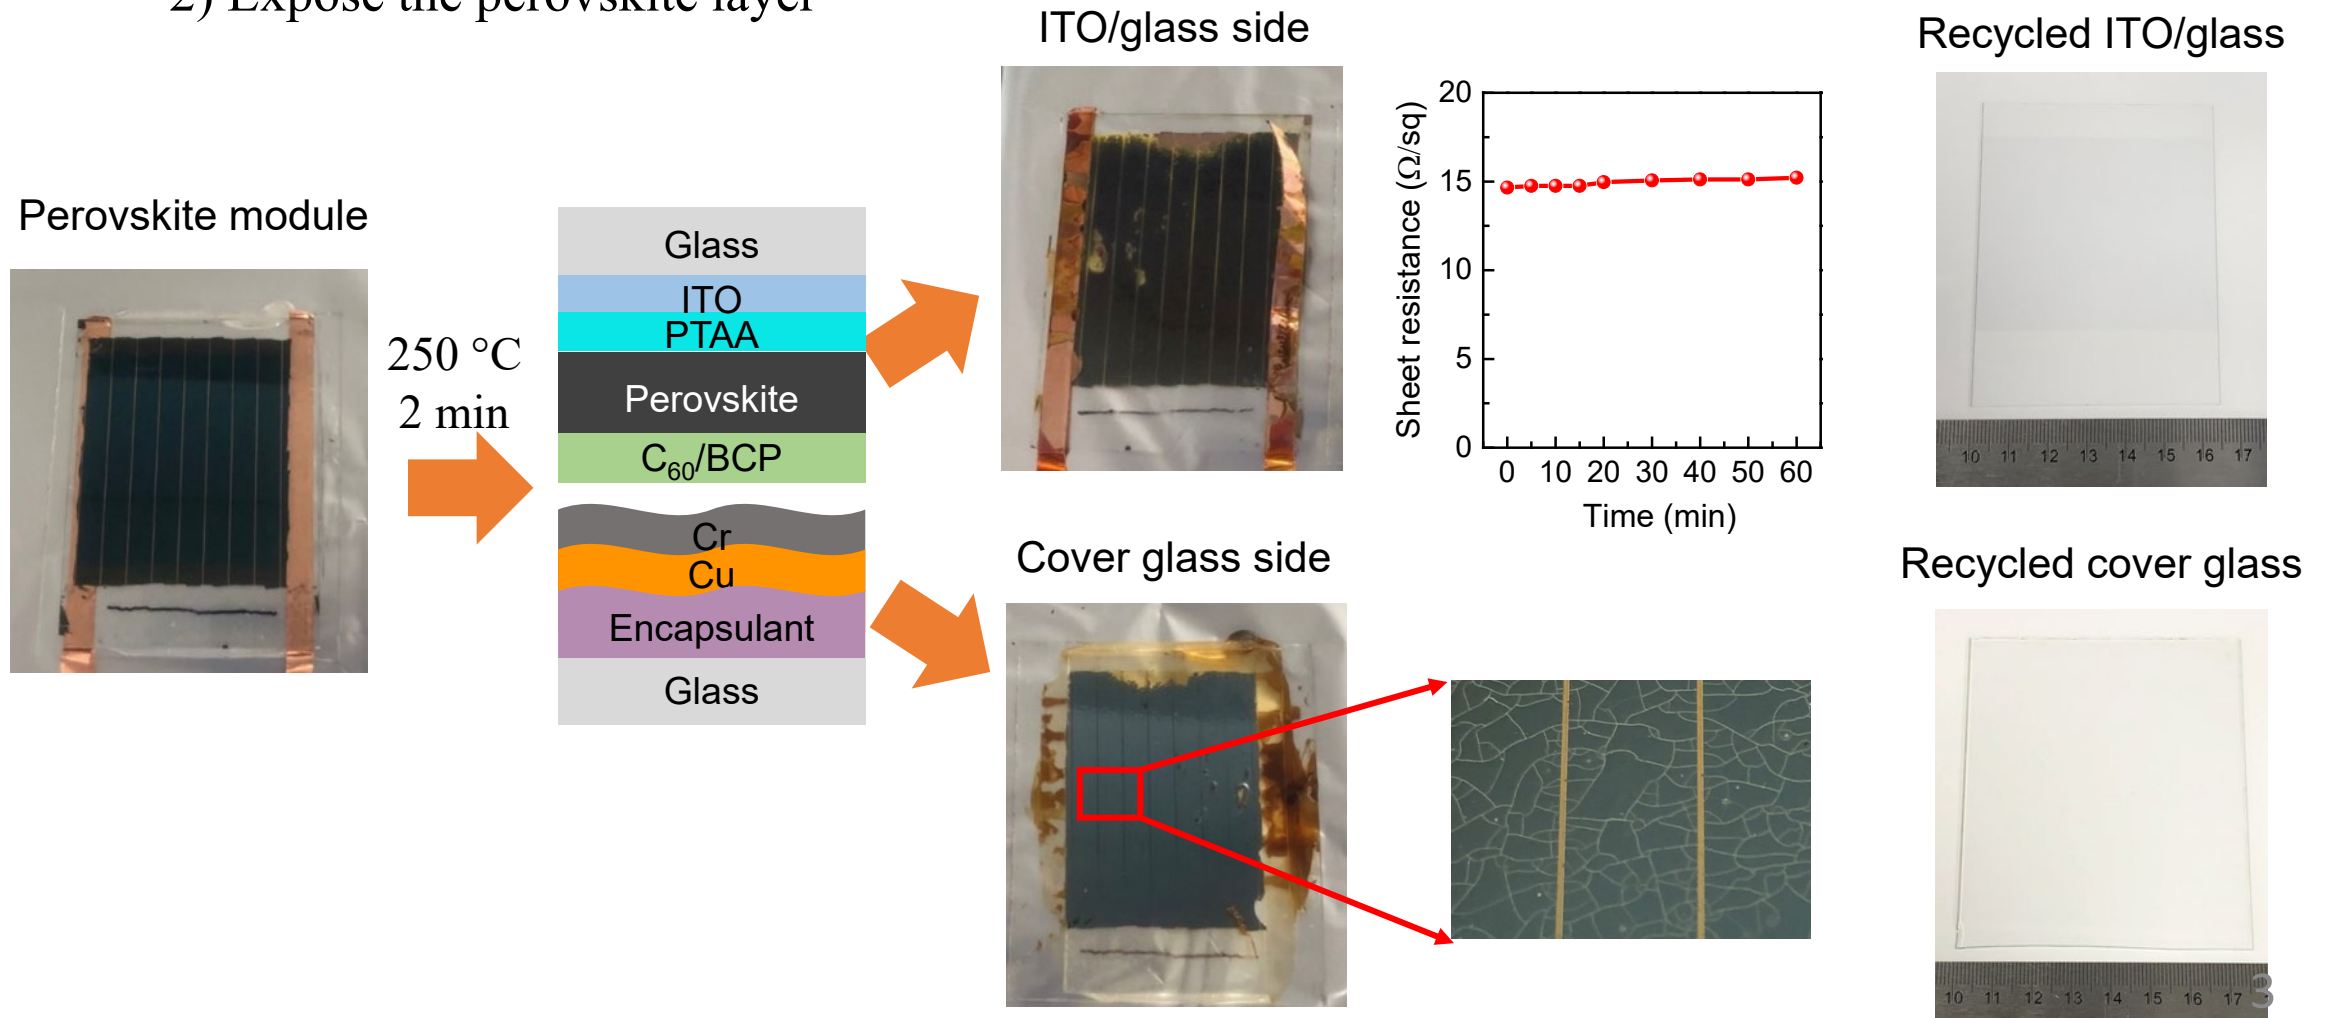 2) Expose the perovskite layer
Perovskite module
250 °C
2 min
Glass
ITO
PTAA
Perovskite
C60/BCP
Cr
Cu
Encapsulant
Glass
ITO/glass side
Cover glass side
Sheet resistance (Ω/sq)
20
15
10
5
0
0 10 20 30 40 50 60
Time (min)
Recycled ITO/glass
10 11 12 13 14 15 16 17
Recycled cover glass
10 11 12 13 14 15 16 17
3